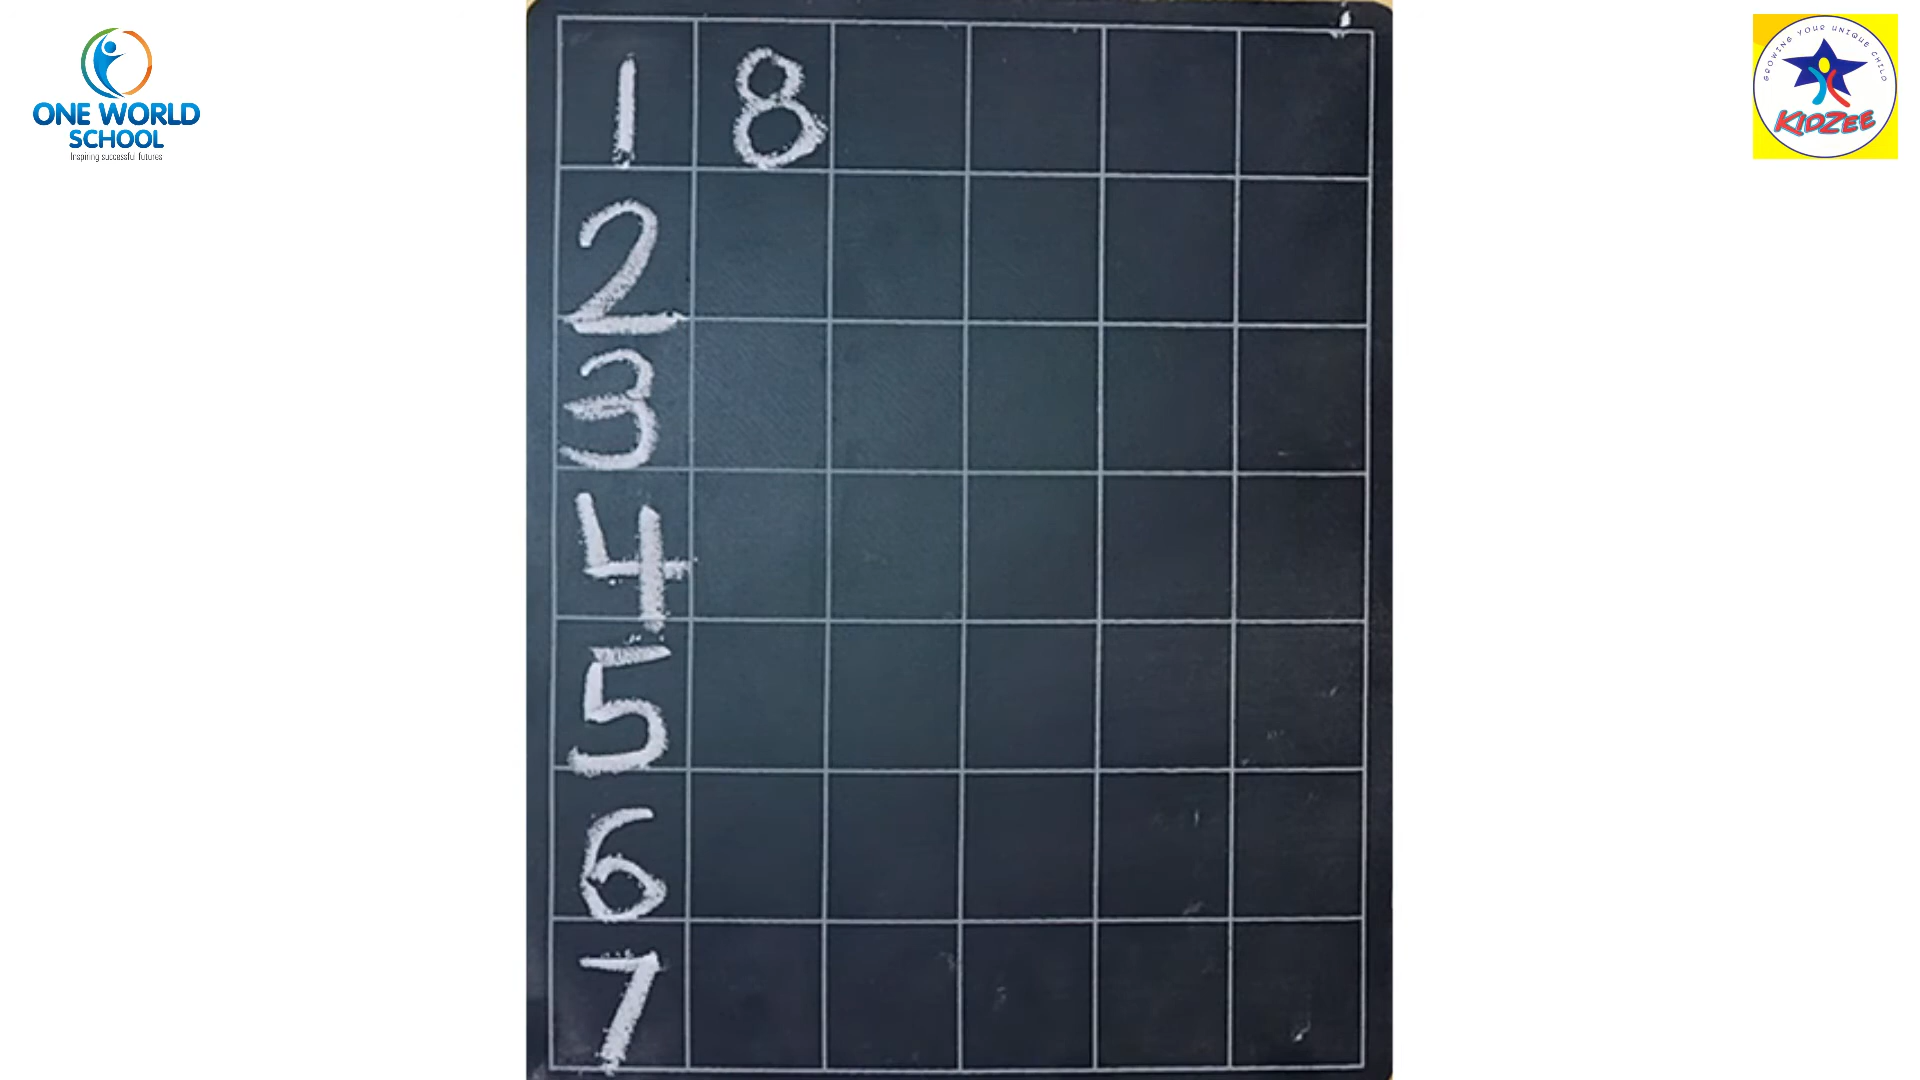 ONE WORLD
SCHOOL
Inspiring successful futures
GROWING YOUR UNIQUE CHILD
KIDZEE
1 8
2
3
4
5
6
7